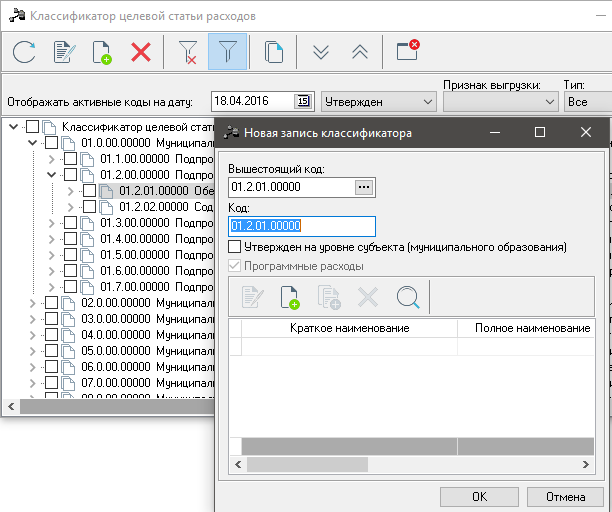 Классификатор целевой статьи расходов
Признак выгрузки:
Тип:
Отображать активные коды на дату:
18.04.2016
15
Утвержден
Все
Классификатор целевой стат
01.0.00.00000 Муницип
01.1.00.00000 Подпро
01.2.00.00000 Подпро
01.2.01.00000 Обе
01.2.02.00000 Сод
01.3.00.00000 Подпро
01.4.00.00000 Подпро
01.5.00.00000 Подпро
01.6.00.00000 Подпро
01.7.00.00000 Подпро
02.0.00.00000 Муниципал
03.0.00.00000 Муниципал
04.0.00.00000 Муниципал
05.0.00.00000 Муниципал
06.0.00.00000 Муниципал
07.0.00.00000 Муниципал
Новая запись классификатора
Вышестоящий код:
01.2.01.00000
Код:
01.2.01.00000
Утвержден на уровне субъекта (муниципального образования)
Программные расходы
Краткое наименование
Полное наименование
OK
Отмена